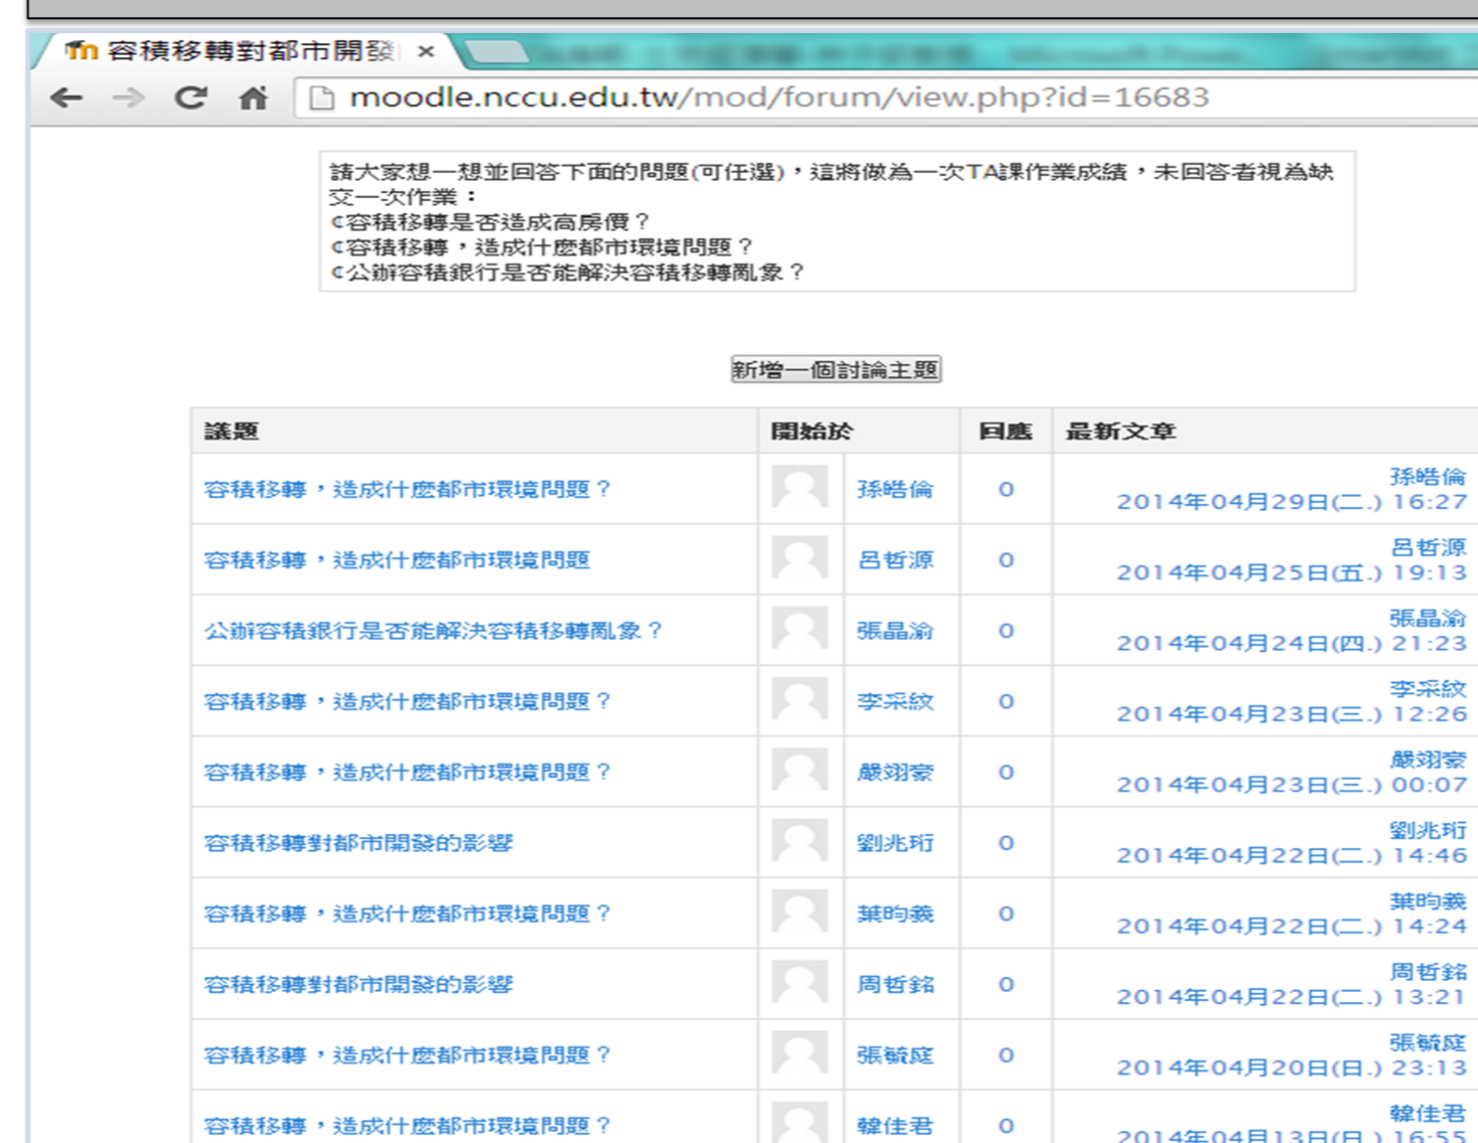 容積移轉對都市開發
moodle.nccu.edu.tw/mod/forum/view.php?id=16683
請大家想一想並回答下面的問題(可任選)，這將做為一次TA課作業成績，未回答者視為缺
交一次作業：
容積移轉是否造成高房價？
容積移轉，造成什麼都市環境問題？
公辦容積銀行是否能解決容積移轉亂象？
新增一個討論主題
議題 開始於 回應 最新文章
容積移轉，造成什麼都市環境問題？ 孫皓倫 0 孫皓倫
2014年04月29日(二.) 16:27
容積移轉，造成什麼都市環境問題 呂哲源 0 呂哲源
2014年04月25日(五.) 19:13
公辦容積銀行是否能解決容積移轉亂象？ 張晶渝 0 張晶渝
2014年04月24日(四.) 21:23
容積移轉，造成什麼都市環境問題？ 李采紋 0 李采紋
2014年04月23日(三.) 12:26
容積移轉，造成什麼都市環境問題？ 嚴翊豪 0 嚴翊豪
2014年04月23日(三.) 00:07
容積移轉對都市開發的影響 劉兆珩 0 劉兆珩
2014年04月22日(二.) 14:46
容積移轉，造成什麼都市環境問題？ 葉昀義 0 葉昀義
2014年04月22日(二.) 14:24
容積移轉對都市開發的影響 周哲銘 0 周哲銘
2014年04月22日(二.) 13:21
容積移轉，造成什麼都市環境問題？ 張毓庭 0 張毓庭
2014年04月20日(日.) 23:13
容積移轉，造成什麼都市環境問題？ 韓佳君 0 韓佳君
2014年04月13日(日.) 16:55